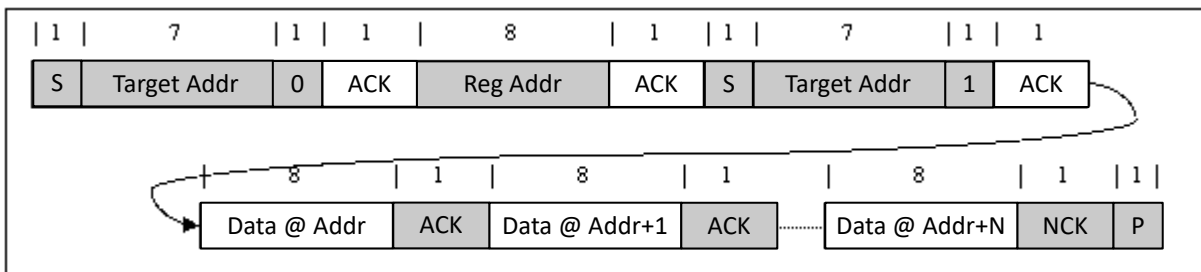 | 1 | 7 | 1 | 1 | 8 | 1 | 1 | 7 | 1 | 1
S Target Addr 0 ACK Reg Addr ACK S Target Addr 1 ACK
| 8 | 1 | 8 | 1 | 8 | 1 | 1 |
Data @ Addr ACK Data @ Addr+1 ACK Data @ Addr+N NCK P